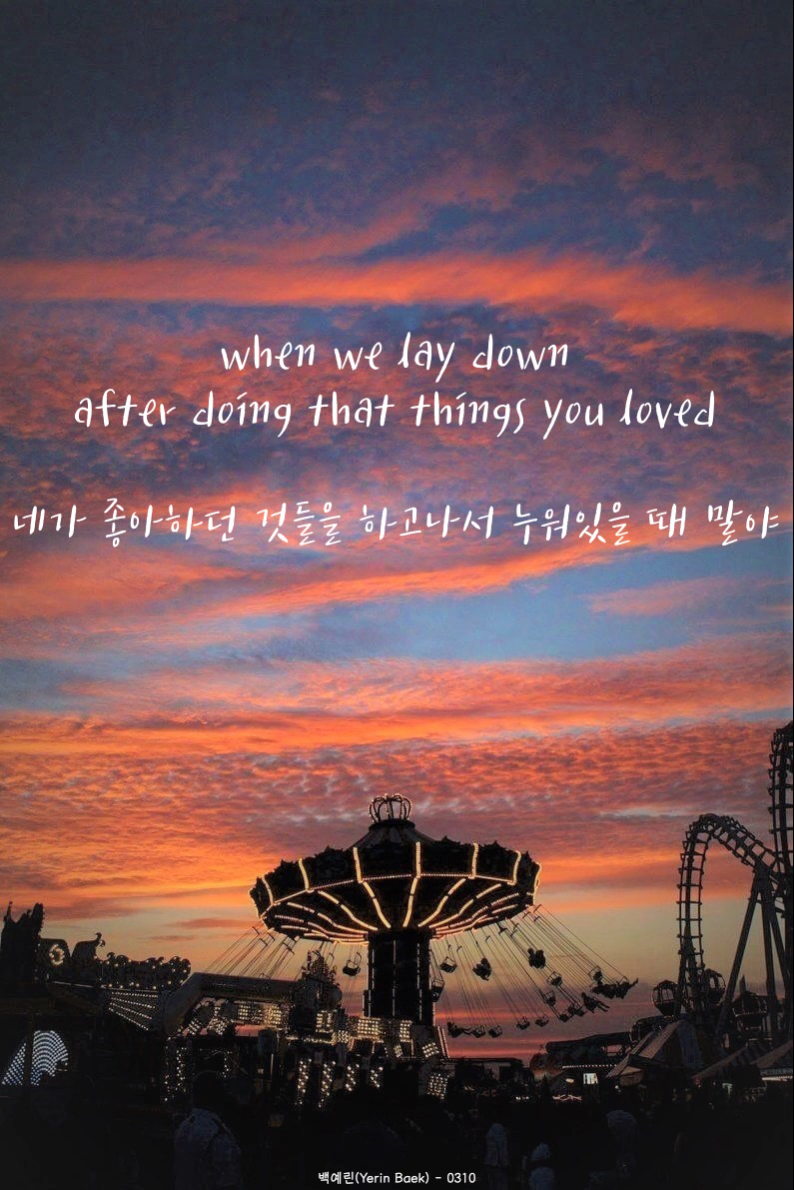 when we lay down
after doing that things you loved
네가 좋아하던 것들을 하고나서 누워있을 때 말야
백예린(Yerin Baek) - 0310